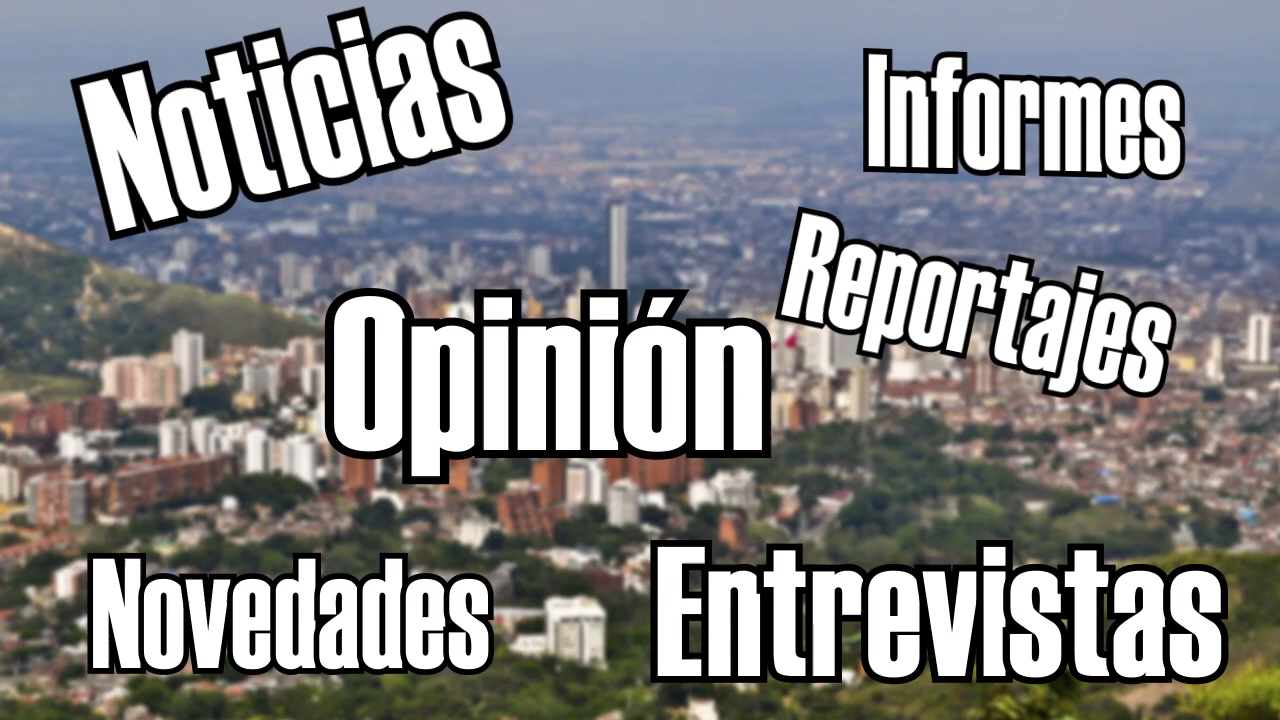 Noticias
Informes
Reportajes
Opinión
Novedades
Entrevistas